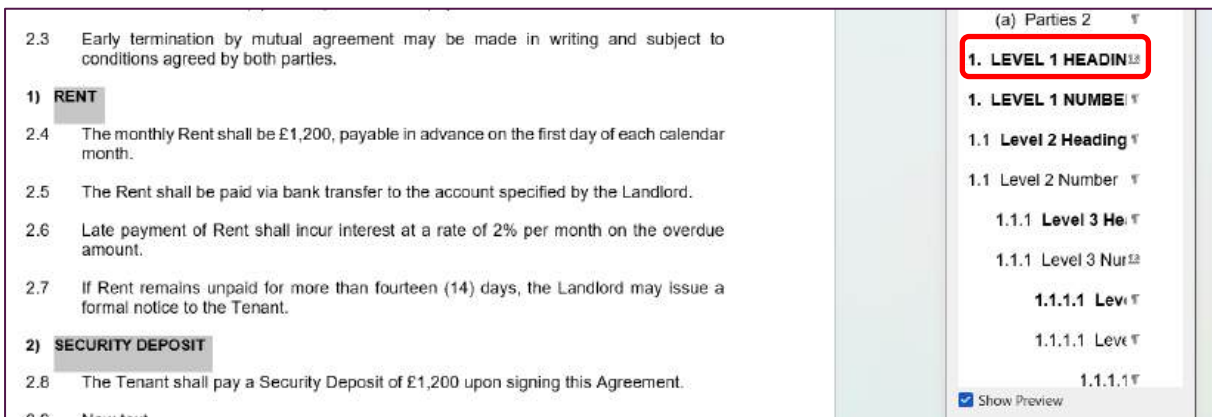 2.3 Early termination by mutual agreement may be made in writing and subject to
conditions agreed by both parties.
1) RENT
2.4 The monthly Rent shall be £1,200, payable in advance on the first day of each calendar
month.
2.5 The Rent shall be paid via bank transfer to the account specified by the Landlord.
2.6 Late payment of Rent shall incur interest at a rate of 2% per month on the overdue
amount.
2.7 If Rent remains unpaid for more than fourteen (14) days, the Landlord may issue a
formal notice to the Tenant.
2) SECURITY DEPOSIT
2.8 The Tenant shall pay a Security Deposit of £1,200 upon signing this Agreement.
(a) Parties 2 ¶
1. LEVEL 1 HEADIN
1. LEVEL 1 NUMBE ¶
1.1 Level 2 Heading ¶
1.1 Level 2 Number ¶
1.1.1 Level 3 He ¶
1.1.1 Level 3 Nu
1.1.1.1 Lev ¶
1.1.1.1 Leve ¶
1.1.1.1 ¶
Show Preview